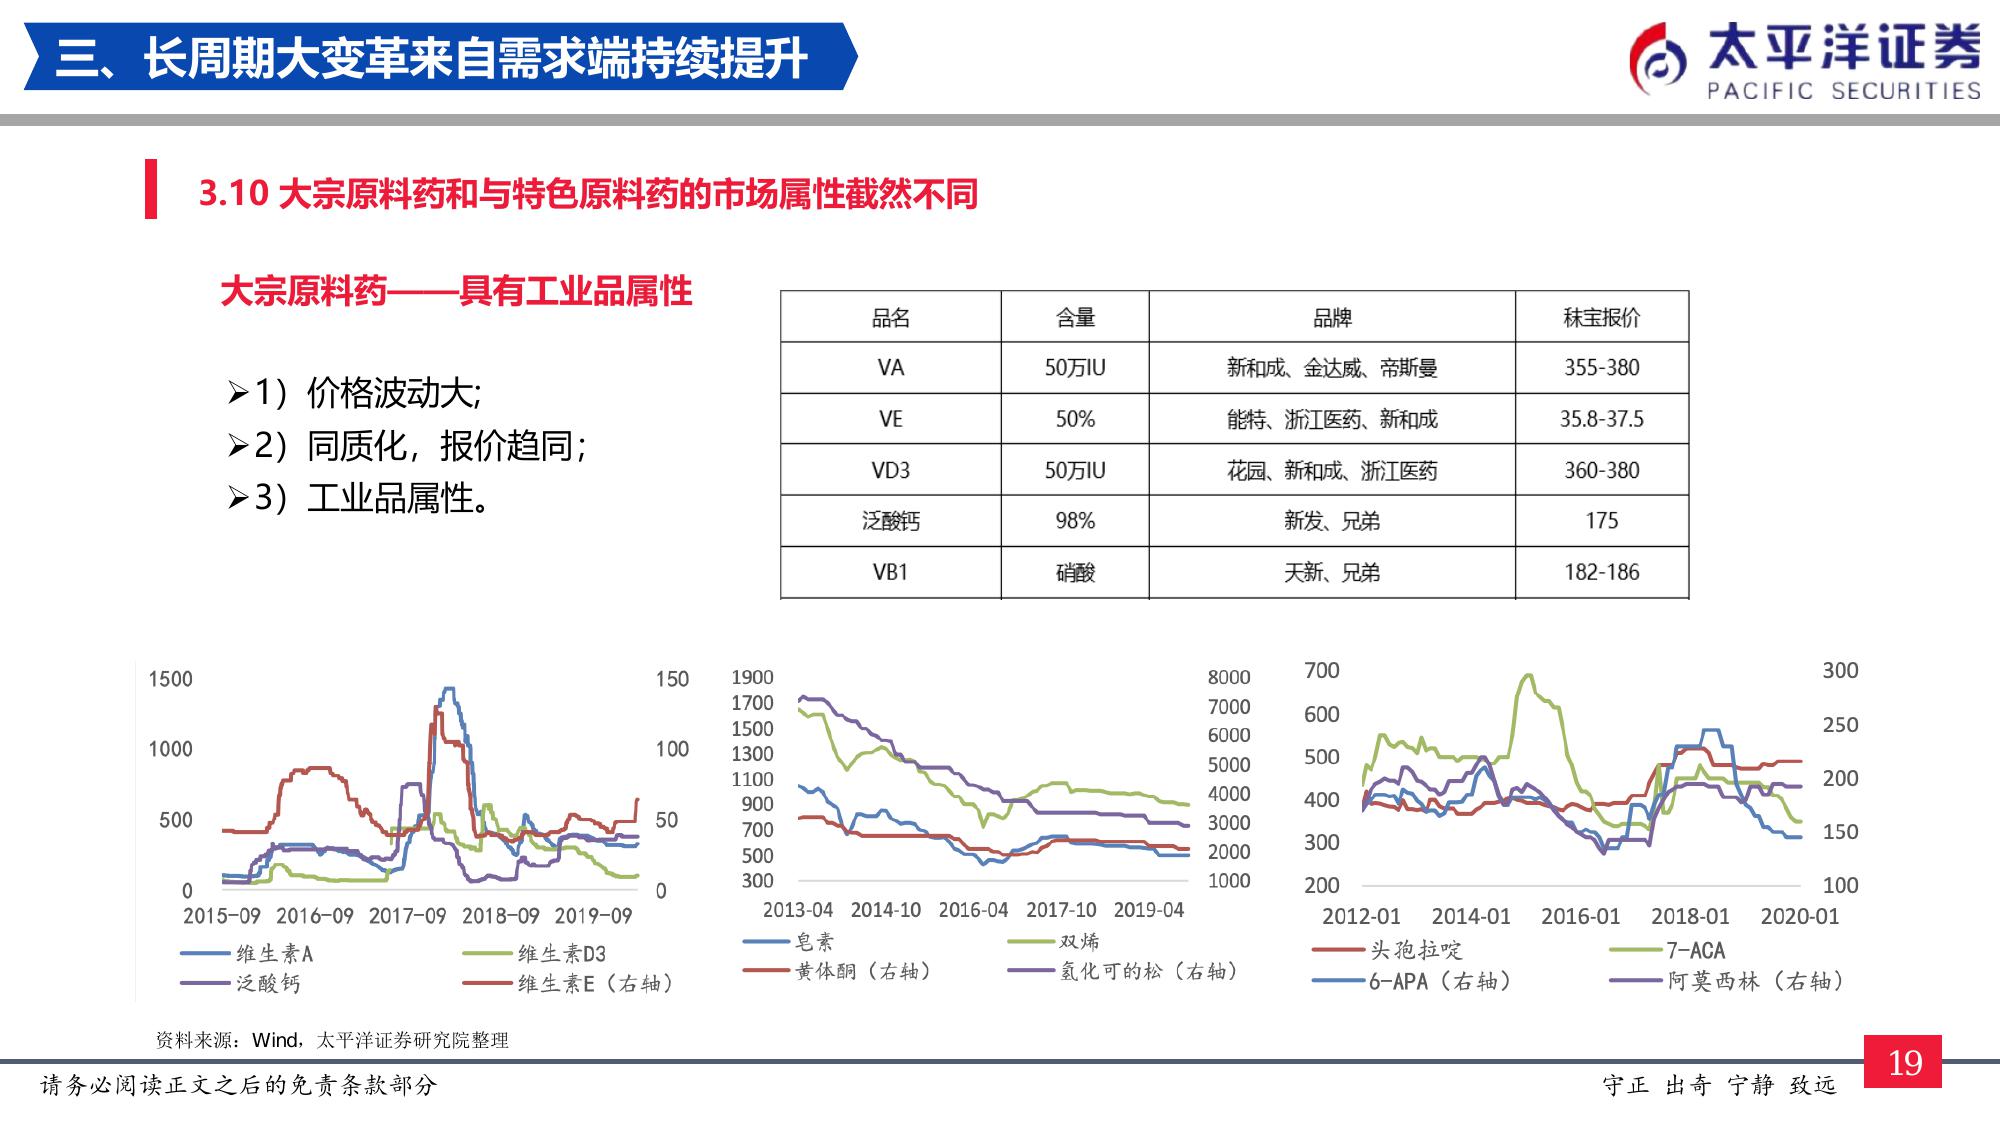 三、长周期大变革来自需求端持续提升
太平洋证券
PACIFIC SECURITIES
3.10 大宗原料药和与特色原料药的市场属性截然不同
大宗原料药——具有工业品属性
➢1）价格波动大;
➢2）同质化，报价趋同；
➢3）工业品属性。
品名 含量 品牌 秣宝报价
VA 50万IU 新和成、金达威、帝斯曼 355-380
VE 50% 能特、浙江医药、新和成 35.8-37.5
VD3 50万IU 花园、新和成、浙江医药 360-380
泛酸钙 98% 新发、兄弟 175
VB1 硝酸 天新、兄弟 182-186
1500 150
1000 100
500 50
0 0
2015-09 2016-09 2017-09 2018-09 2019-09
维生素A 维生素D3
泛酸钙 维生素E（右轴）
1900 8000
1700 7000
1500 6000
1300 5000
1100 4000
900 3000
700 2000
500 1000
300
2013-04 2014-10 2016-04 2017-10 2019-04
皂素 双烯
黄体酮（右轴） 氢化可的松（右轴）
700 300
600 250
500 200
400 150
300 100
200
2012-01 2014-01 2016-01 2018-01 2020-01
头孢拉啶 7-ACA
6-APA（右轴） 阿莫西林（右轴）
资料来源：Wind，太平洋证券研究院整理
请务必阅读正文之后的免责条款部分
守正 出奇 宁静 致远
19